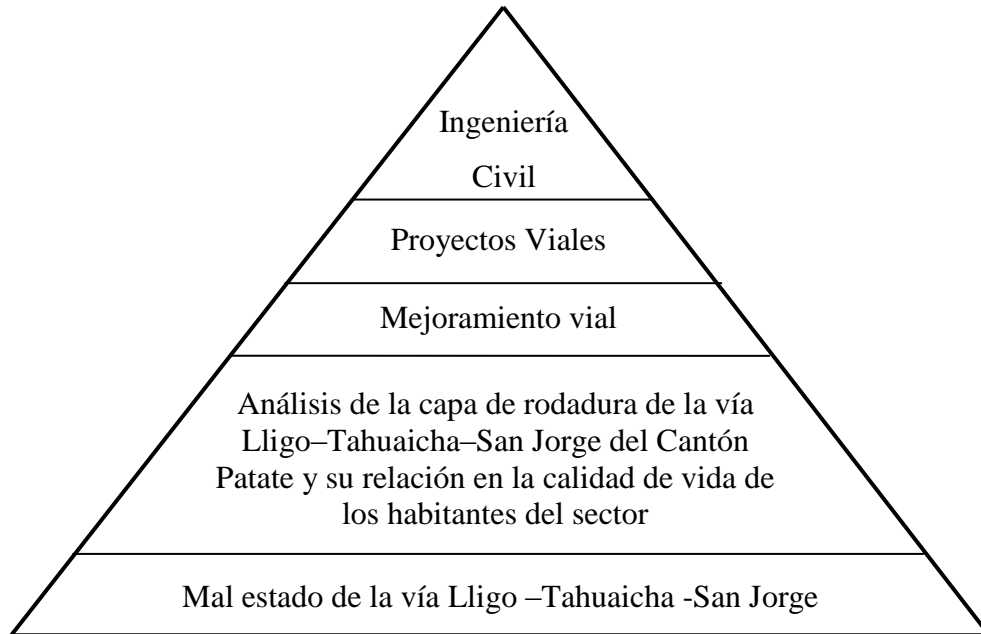 Ingeniería
Civil
Proyectos Viales
Mejoramiento vial
Análisis de la capa de rodadura de la vía
Lligo–Tahuaicha–San Jorge del Cantón
Patate y su relación en la calidad de vida de
los habitantes del sector
Mal estado de la vía Lligo –Tahuaicha -San Jorge